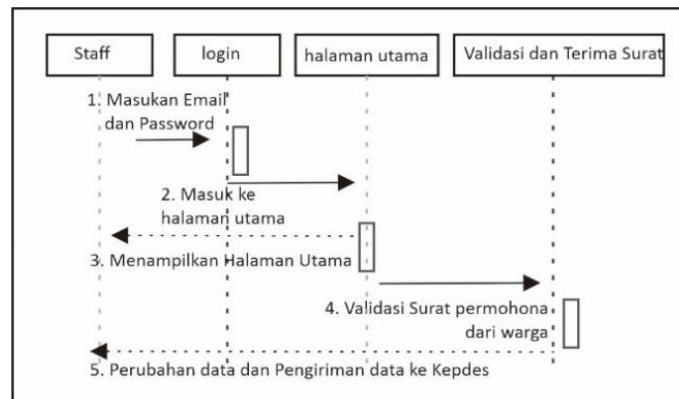 Staff
login
halaman utama
Validasi dan Terima Surat
1. Masukan Email
dan Password
2. Masuk ke
halaman utama
3. Menampilkan Halaman Utama
4. Validasi Surat permohona
dari warga
5. Perubahan data dan Pengiriman data ke Kepdes